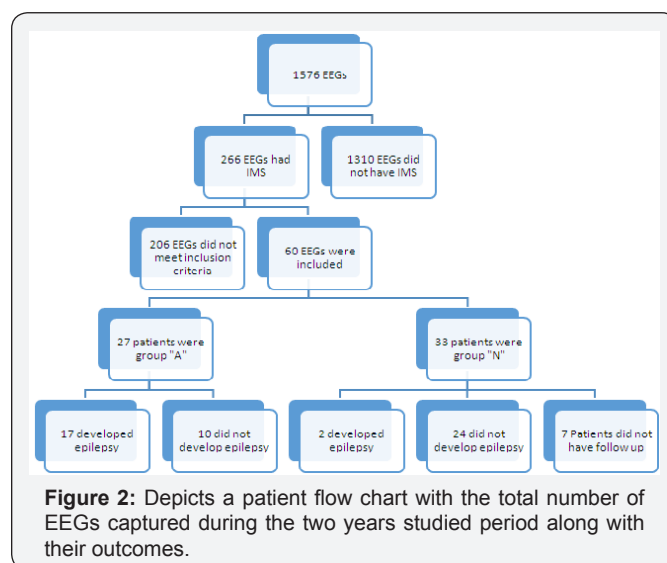 1576 EEGs
266 EEGs had
IMS
1310 EEGs did
not have IMS
206 EEGs did not
meet inclusion
criteria
60 EEGs were
included
27 patients were
group "A"
33 patients were
group "N"
17 developed
epilepsy
10 did not
develop epilepsy
2 developed
epilepsy
24 did not
develop epilepsy
7 Patients did not
have follow up
Figure 2: Depicts a patient flow chart with the total number of
EEGs captured during the two years studied period along with
their outcomes.